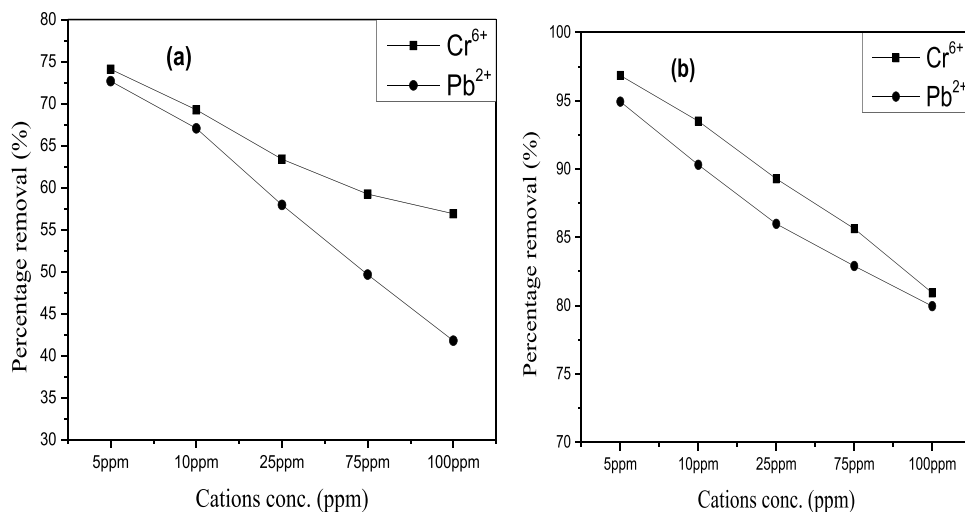 (a)
Cr6+
Pb2+
80
75
70
65
60
55
50
45
40
35
30
Percentage removal (%)
5ppm 10ppm 25ppm 75ppm 100ppm
Cations conc. (ppm)
(b)
Cr6+
Pb2+
100
95
90
85
80
75
70
Percentage removal (%)
5ppm 10ppm 25ppm 75ppm 100ppm
Cations conc. (ppm)